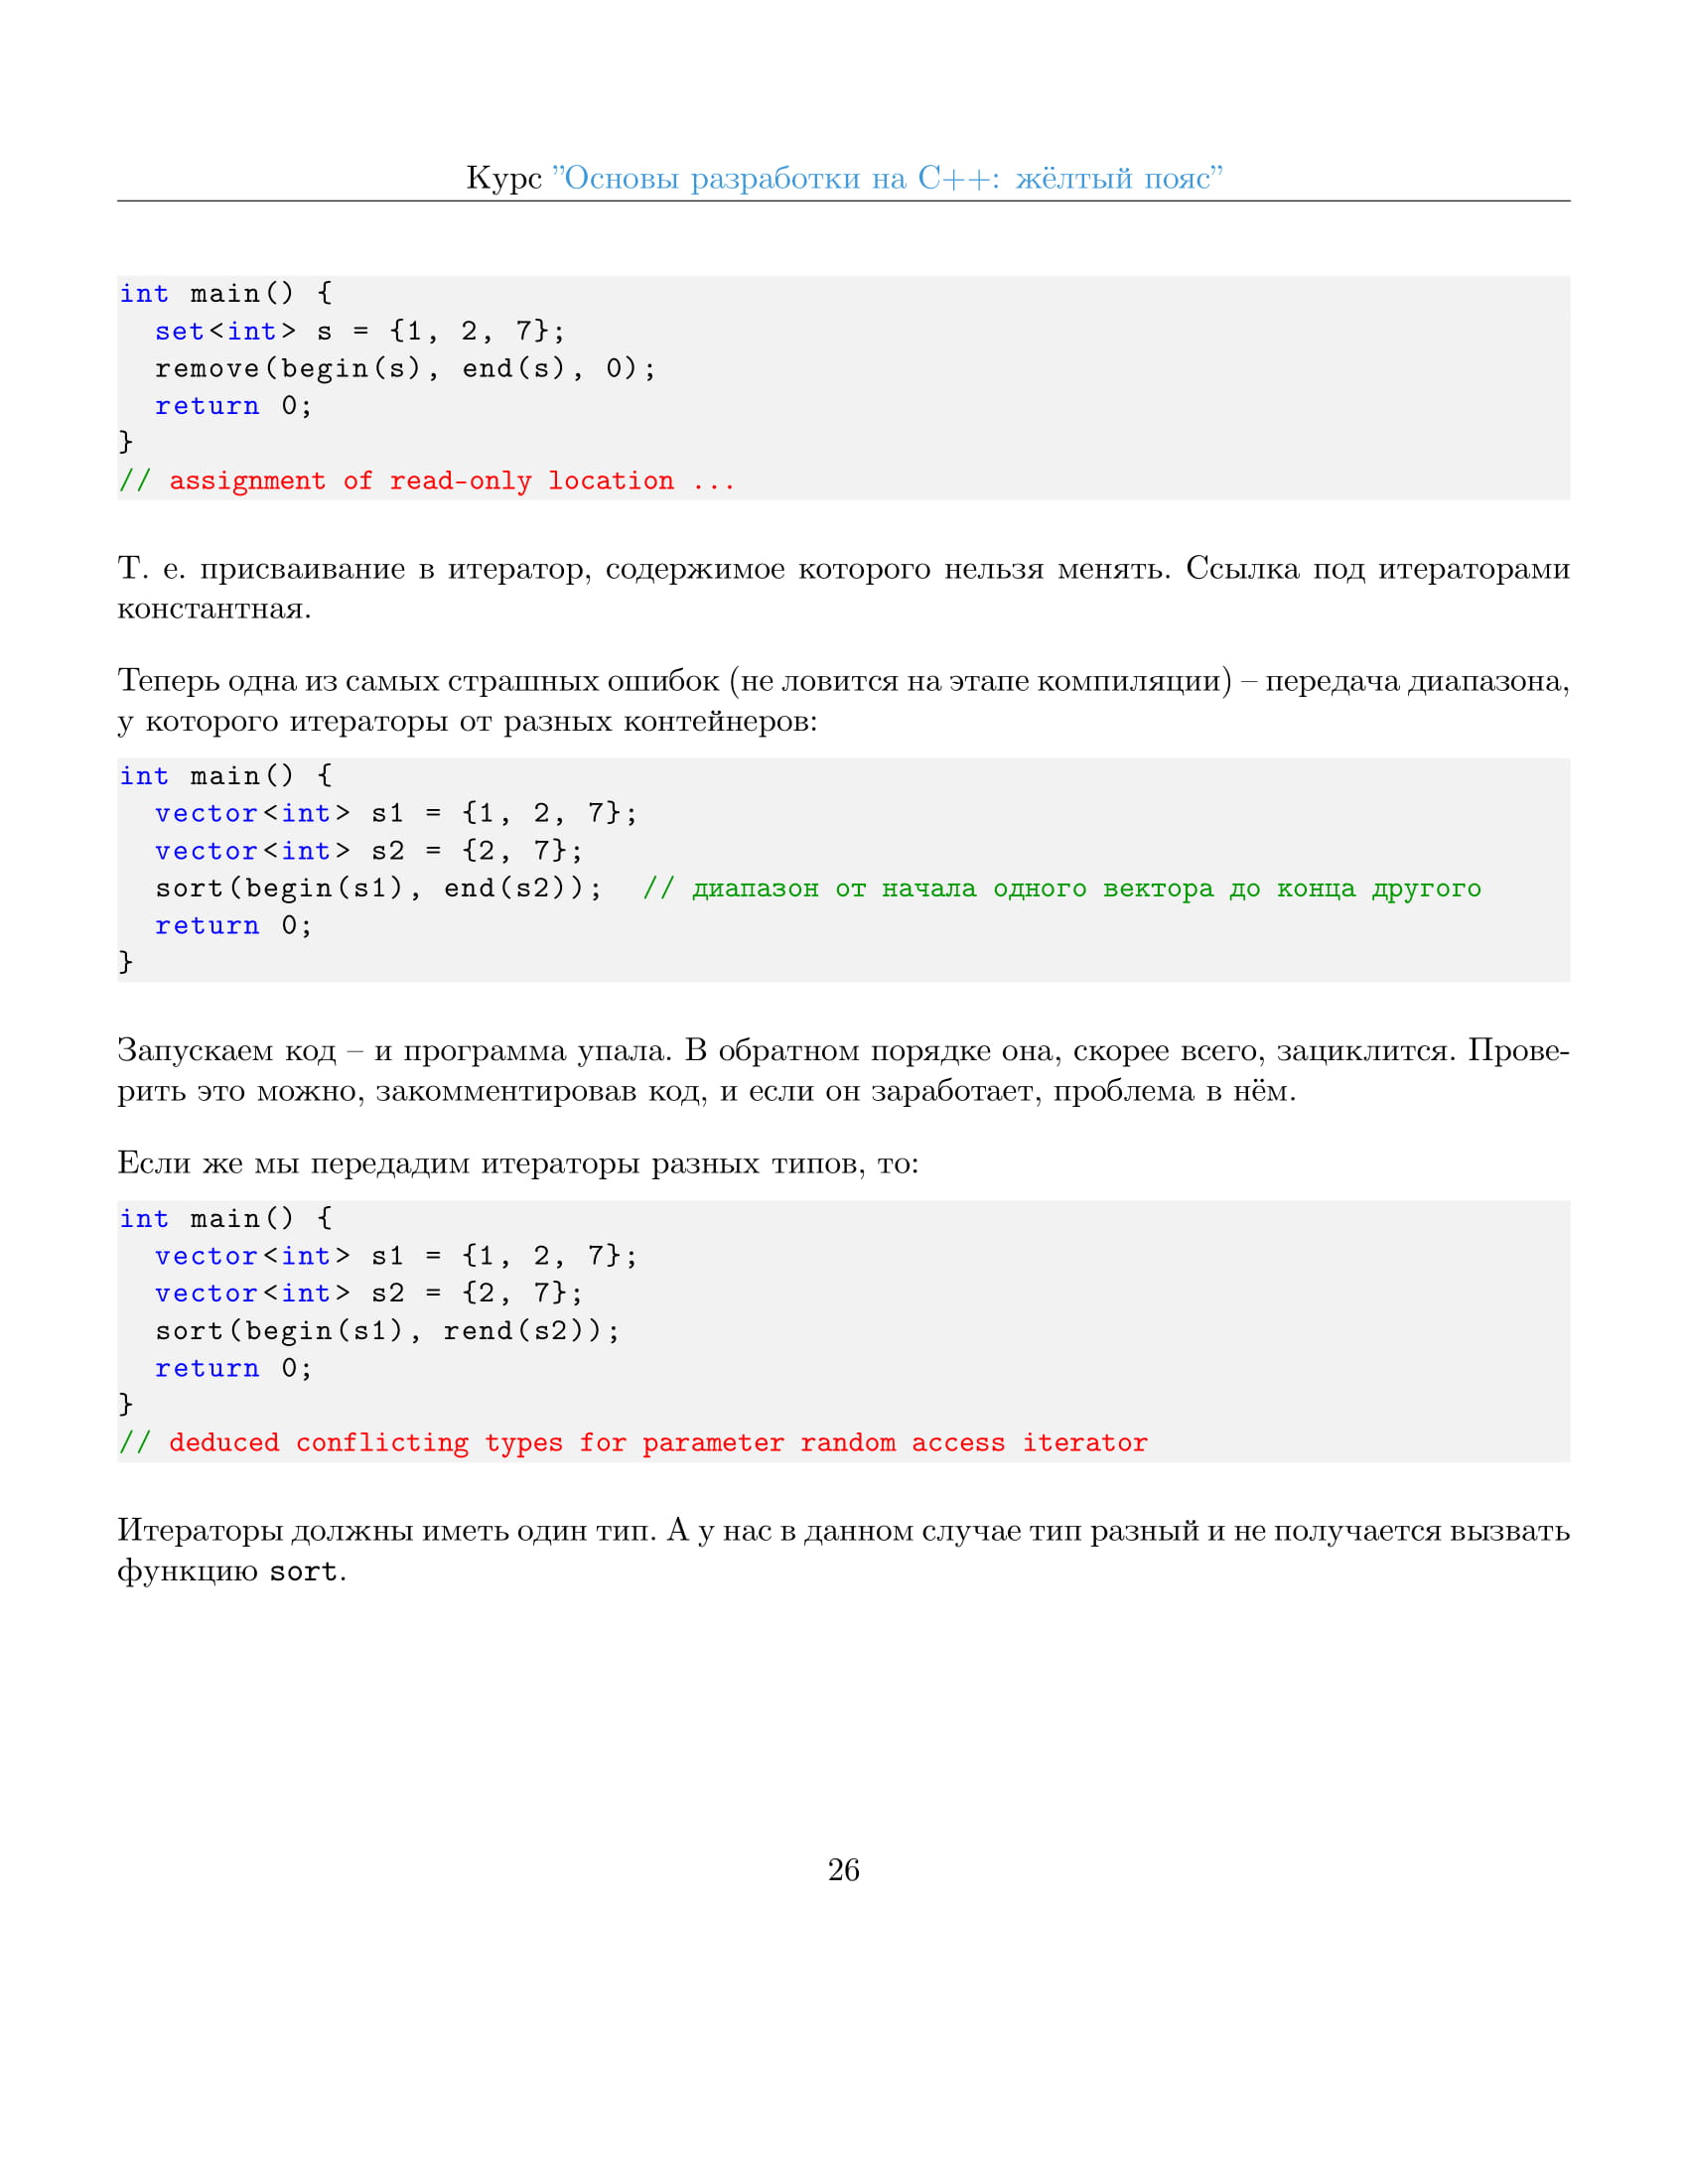 Курс ”Основы разработки на C++: жёлтый пояс”
int main() {
  set<int> s = {1, 2, 7};
  remove(begin(s), end(s), 0);
  return 0;
}
// assignment of read-only location ...
Т. е. присваивание в итератор, содержимое которого нельзя менять. Ссылка под итераторами
константная.
Теперь одна из самых страшных ошибок (не ловится на этапе компиляции) – передача диапазона,
у которого итераторы от разных контейнеров:
int main() {
  vector<int> s1 = {1, 2, 7};
  vector<int> s2 = {2, 7};
  sort(begin(s1), end(s2));  // диапазон от начала одного вектора до конца другого
  return 0;
}
Запускаем код – и программа упала. В обратном порядке она, скорее всего, зациклится. Прове-
рить это можно, закомментировав код, и если он заработает, проблема в нём.
Если же мы передадим итераторы разных типов, то:
int main() {
  vector<int> s1 = {1, 2, 7};
  vector<int> s2 = {2, 7};
  sort(begin(s1), rend(s2));
  return 0;
}
// deduced conflicting types for parameter random access iterator
Итераторы должны иметь один тип. А у нас в данном случае тип разный и не получается вызвать
функцию sort.
26